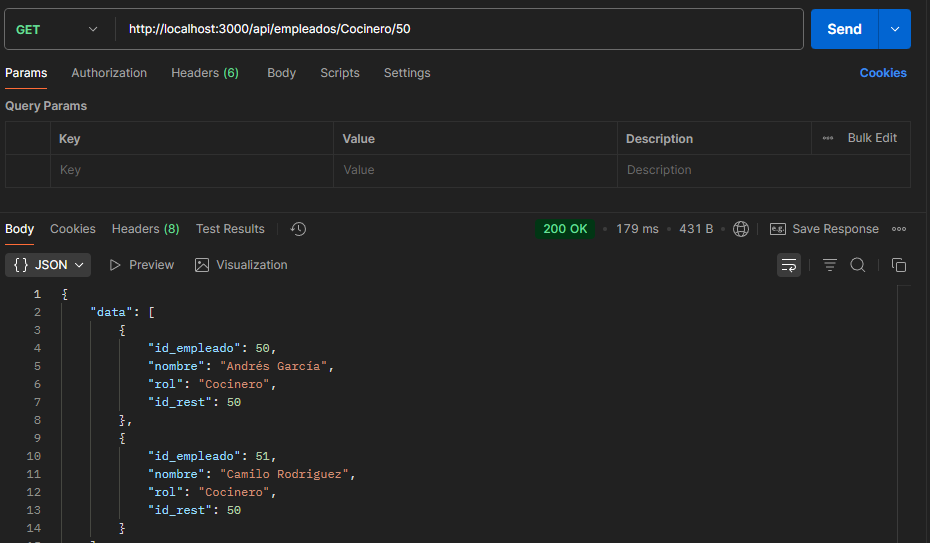 GET http://localhost:3000/api/empleados/Cocinero/50 Send
Params Authorization Headers (6) Body Scripts Settings Cookies
Query Params
Key Value Description Bulk Edit
Key Value Description
Body Cookies Headers (8) Test Results 200 OK 179 ms 431 B e.g. Save Response
{} JSON Preview Visualization
1 {
2 "data": [
3 {
4 "id_empleado": 50,
5 "nombre": "Andrés García",
6 "rol": "Cocinero",
7 "id_rest": 50
8 },
9 {
10 "id_empleado": 51,
11 "nombre": "Camilo Rodriguez",
12 "rol": "Cocinero",
13 "id_rest": 50
14 }